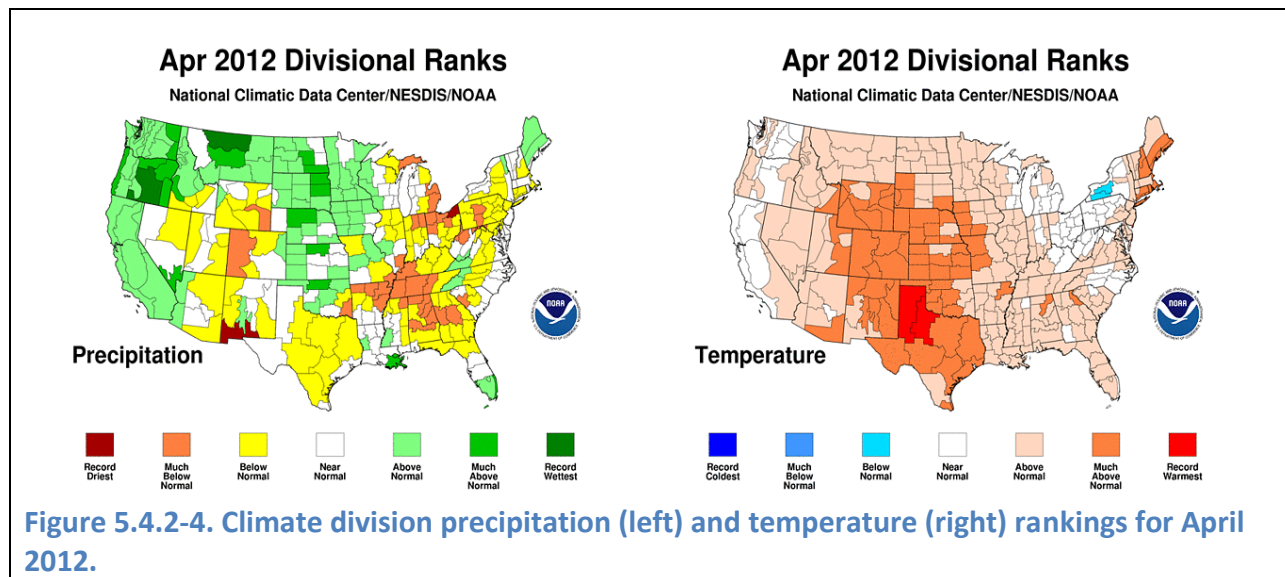 Apr 2012 Divisional Ranks
National Climatic Data Center/NESDIS/NOAA
NOAA
Precipitation
Record
Driest
Much
Below
Normal
Below
Normal
Near
Normal
Above
Normal
Much
Above
Normal
Record
Wettest
Apr 2012 Divisional Ranks
National Climatic Data Center/NESDIS/NOAA
NOAA
Temperature
Record
Coldest
Much
Below
Normal
Below
Normal
Near
Normal
Above
Normal
Much
Above
Normal
Record
Warmest
Figure 5.4.2-4. Climate division precipitation (left) and temperature (right) rankings for April
2012.